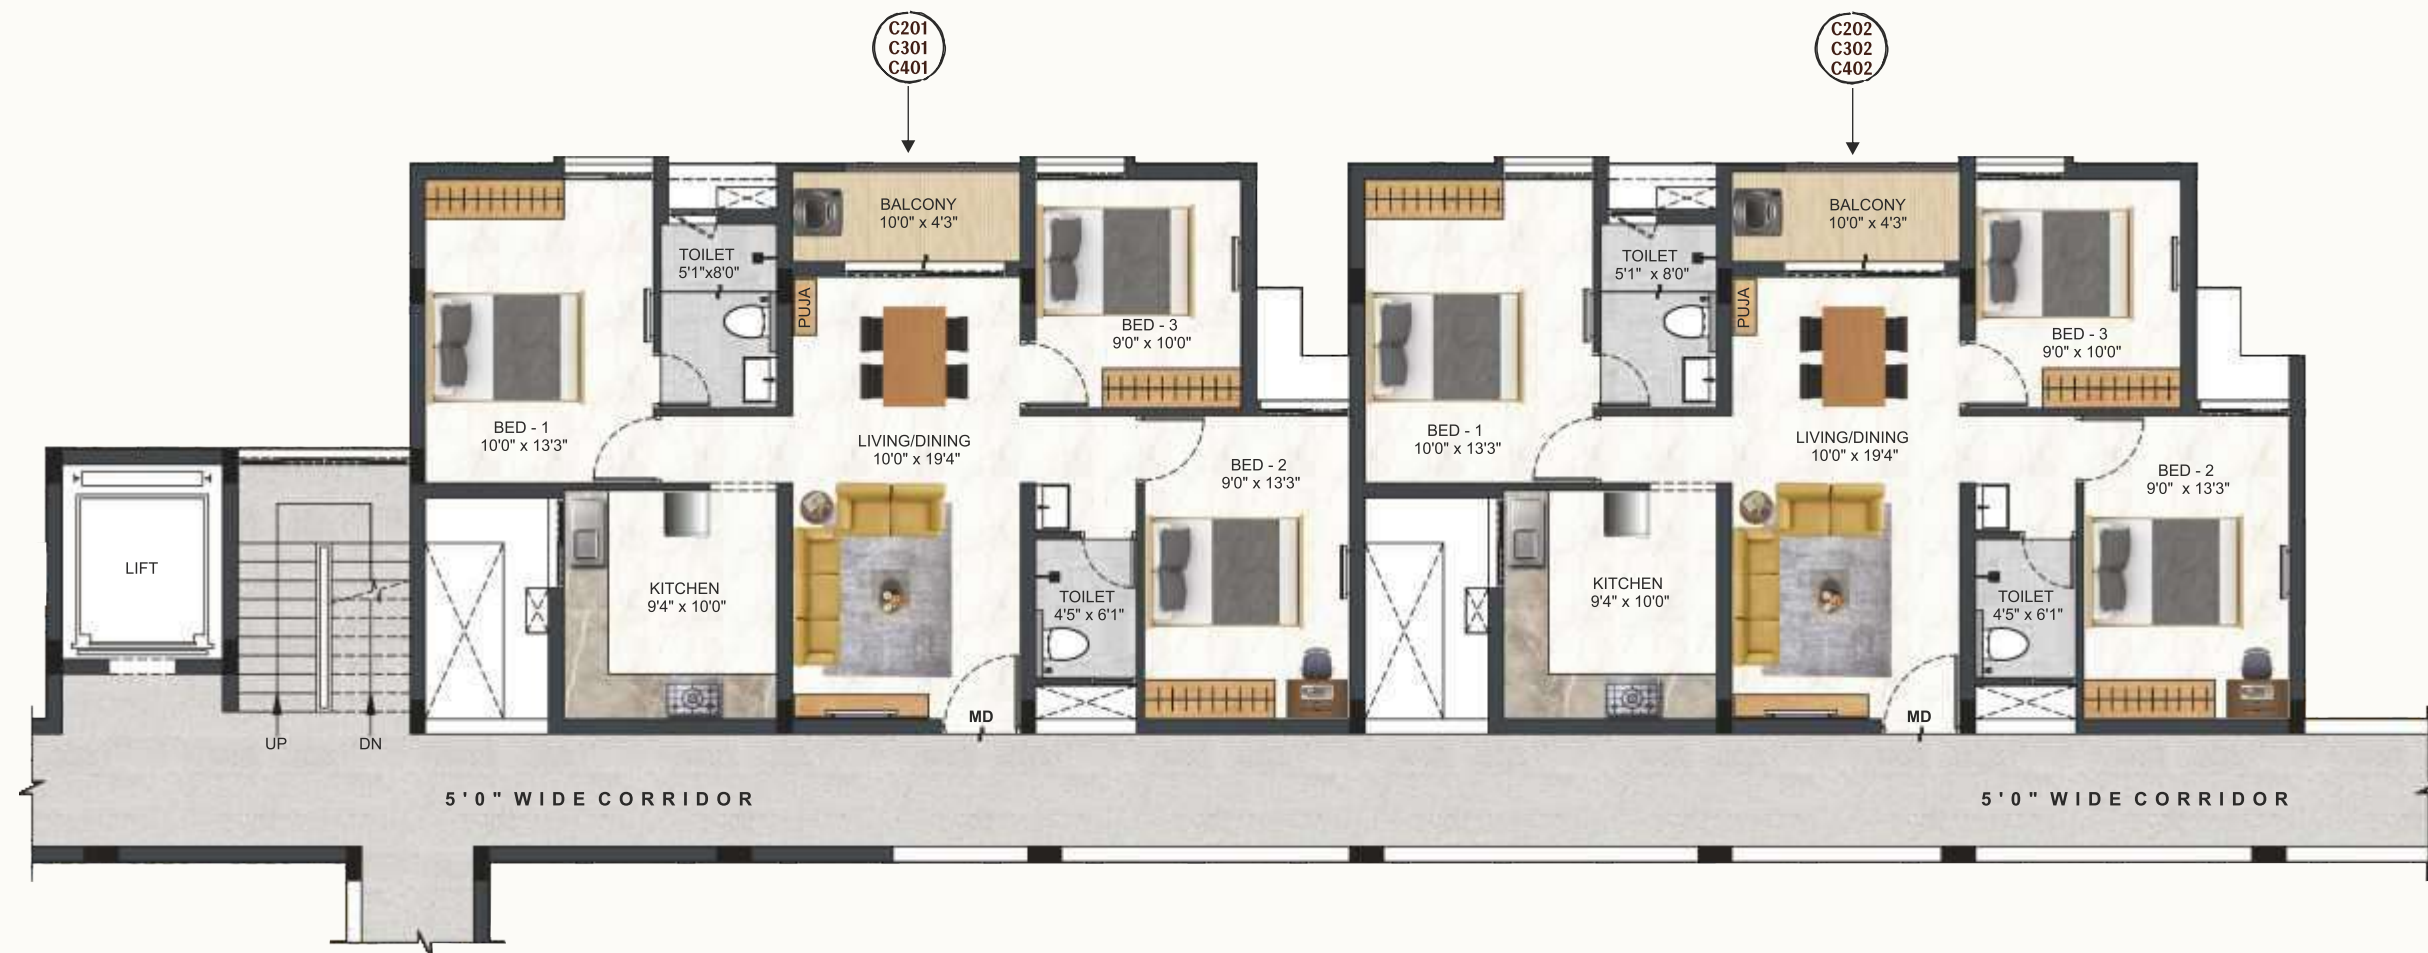 C201
C301
C401
C202
C302
C402
BALCONY
10'0" x 4'3"
TOILET
5'1"x8'0"
PUJA
BED - 3
9'0" x 10'0"
BED - 1
10'0" x 13'3"
LIVING/DINING
10'0" x 19'4"
BED - 2
9'0" x 13'3"
KITCHEN
9'4" x 10'0"
TOILET
4'5" x 6'1"
MD
BALCONY
10'0" x 4'3"
TOILET
5'1" x 8'0"
PUJA
BED - 3
9'0" x 10'0"
BED - 1
10'0" x 13'3"
LIVING/DINING
10'0" x 19'4"
BED - 2
9'0" x 13'3"
KITCHEN
9'4" x 10'0"
TOILET
4'5" x 6'1"
MD
LIFT
UP
DN
5'0" WIDE CORRIDOR
5'0" WIDE CORRIDOR